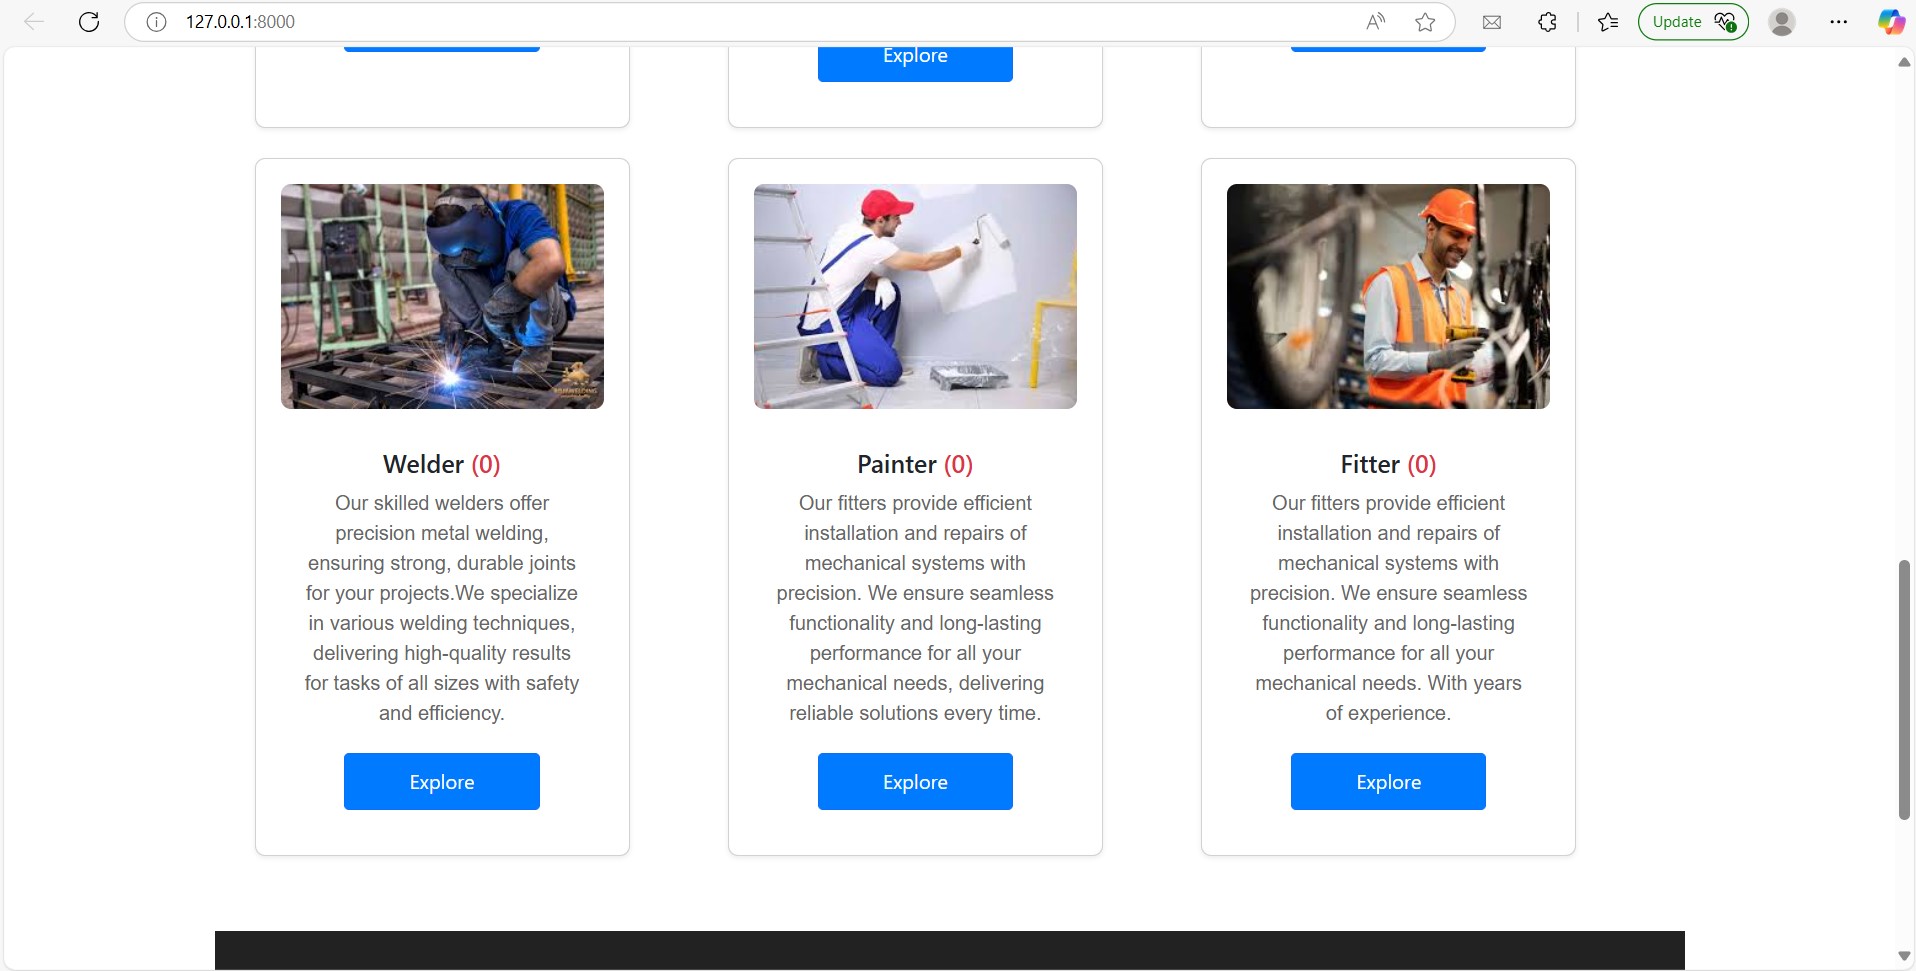 127.0.0.1:8000
Update
Explore
Welder (0)
Our skilled welders offer
precision metal welding,
ensuring strong, durable joints
for your projects.We specialize
in various welding techniques,
delivering high-quality results
for tasks of all sizes with safety
and efficiency.
Explore
Painter (0)
Our fitters provide efficient
installation and repairs of
mechanical systems with
precision. We ensure seamless
functionality and long-lasting
performance for all your
mechanical needs, delivering
reliable solutions every time.
Explore
Fitter (0)
Our fitters provide efficient
installation and repairs of
mechanical systems with
precision. We ensure seamless
functionality and long-lasting
performance for all your
mechanical needs. With years
of experience.
Explore